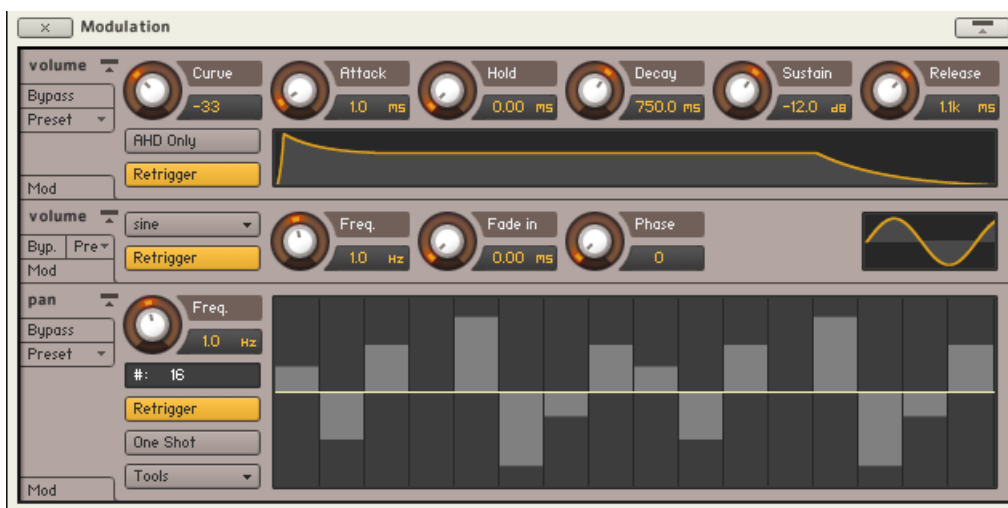 × Modulation
volume Curve Attack Hold Decay Sustain Release
Bypass -33 1.0 ms 0.00 ms 750.0 ms -12.0 dB 1.1k ms
Preset
AHD Only
Retrigger
Mod
volume sine Freq. Fade in Phase
Byp. Pre Retrigger 1.0 Hz 0.00 ms 0
Mod
pan Freq.
Bypass 1.0 Hz
Preset
#: 16
Retrigger
One Shot
Tools
Mod